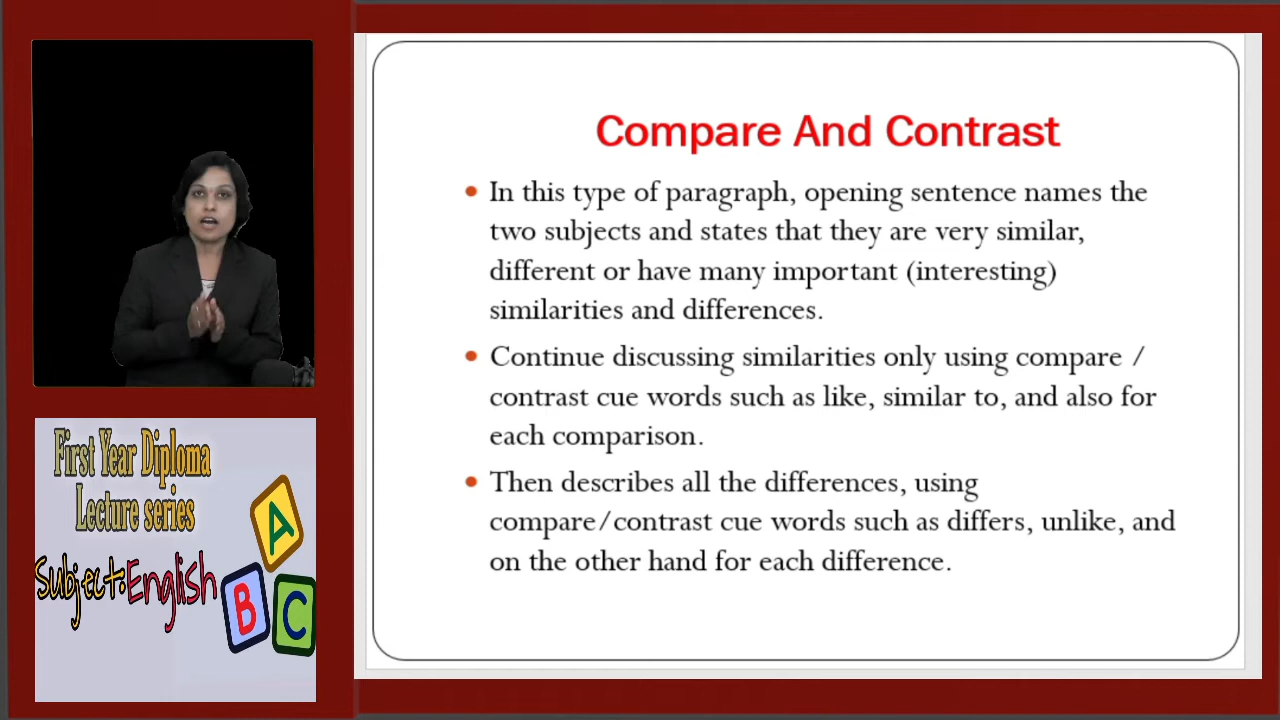 Compare And Contrast
• In this type of paragraph, opening sentence names the
two subjects and states that they are very similar,
different or have many important (interesting)
similarities and differences.
• Continue discussing similarities only using compare /
contrast cue words such as like, similar to, and also for
each comparison.
• Then describes all the differences, using
compare/contrast cue words such as differs, unlike, and
on the other hand for each difference.
First Year Diploma
Lecture series
Subject:English
A
B
C